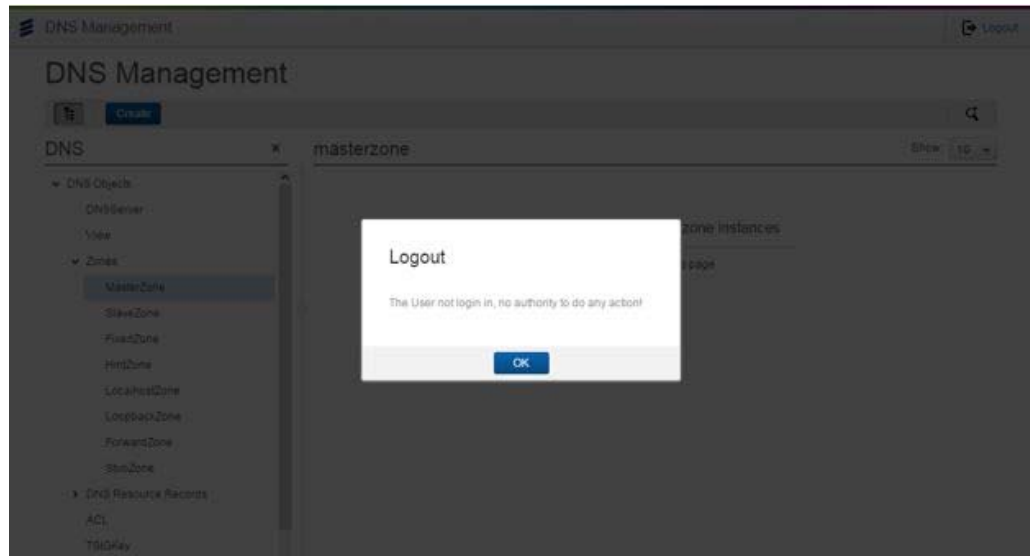 DNS Management
Logout
DNS Management
Create
DNS
masterzone
Show 10
DNS Objects
DNSServer
View
Zones
MasterZone
SlaveZone
FixedZone
HintZone
LocalhostZone
LoopbackZone
ForwardZone
StubZone
DNS Resource Records
ACL
TSIGKey
zone Instances
page
Logout
The User not login in, no authority to do any action!
OK